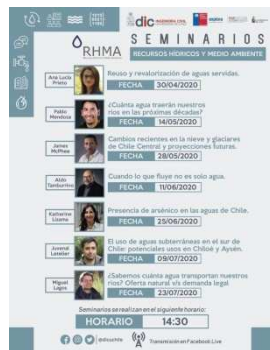 dic INGENIERÍA CIVIL
RHMA
SEMINARIOS
RECURSOS HÍDRICOS Y MEDIO AMBIENTE
Ana Lucía
Prieto
Reuso y revalorización de aguas servidas.
FECHA 30/04/2020
Pablo
Mendoza
¿Cuánta agua traerán nuestros
ríos en las próximas décadas?
FECHA 14/05/2020
James
McPhee
Cambios recientes en la nieve y glaciares
de Chile Central y proyecciones futuras.
FECHA 28/05/2020
Aldo
Tamburrino
Cuando lo que fluye no es solo agua.
FECHA 11/06/2020
Katherine
Lizama
Presencia de arsénico en las aguas de Chile.
FECHA 25/06/2020
Juvenal
Letelier
El uso de aguas subterráneas en el sur de
Chile: potenciales usos en Chiloé y Aysén.
FECHA 09/07/2020
Miguel
Lagos
¿Sabemos cuánta agua transportan nuestros
ríos? Oferta natural v/s demanda legal
FECHA 23/07/2020
Seminarios se realizan en el siguiente horario:
HORARIO 14:30
@dicuchile
Transmisión en Facebook Live